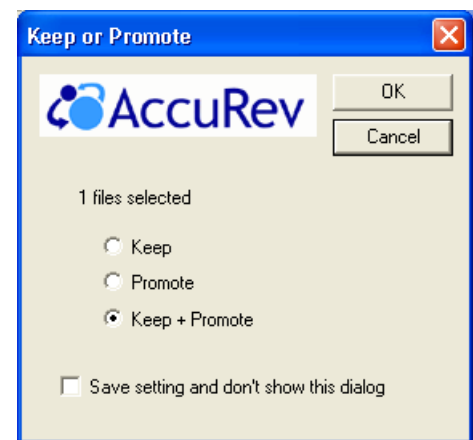 Keep or Promote
AccuRev
OK
Cancel
1 files selected
Keep
Promote
Keep + Promote
Save setting and don't show this dialog